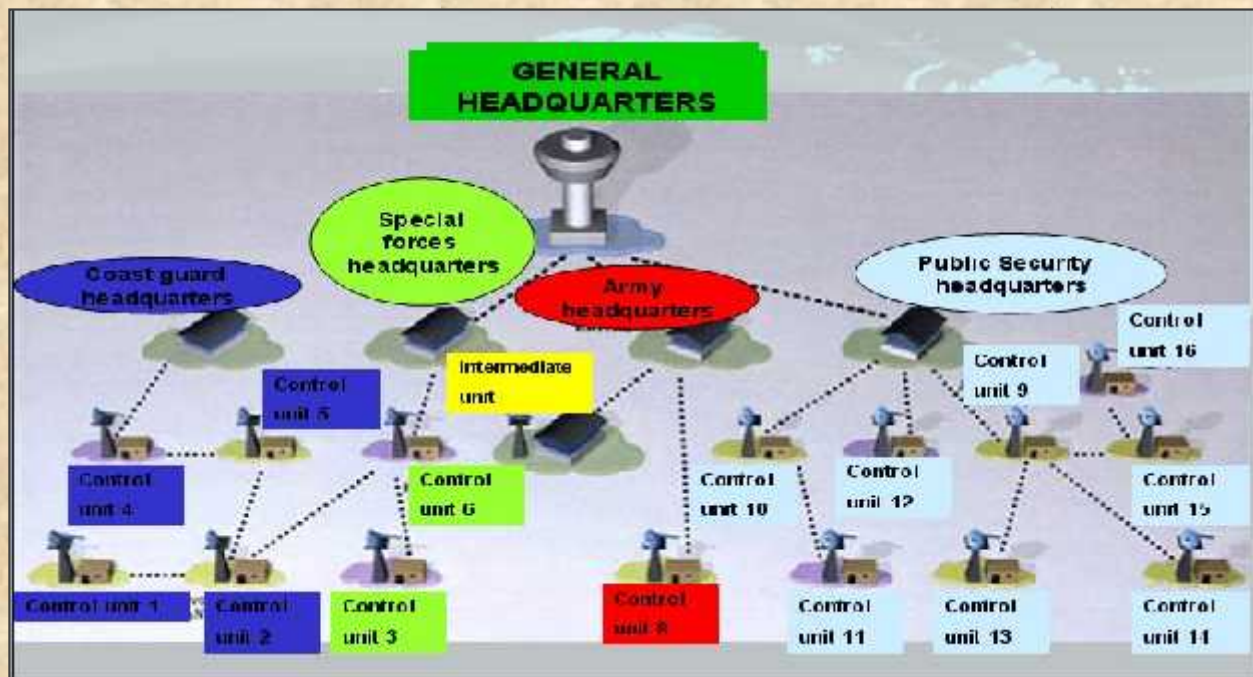 GENERAL
HEADQUARTERS
Special
forces
headquarters
Coast guard
headquarters
Army
headquarters
Public Security
headquarters
Control
unit 16
Intermediate
unit
Control
unit 9
Control
unit 5
Control
unit 4
Control
unit 6
Control
unit 10
Control
unit 12
Control
unit 15
Control unit 1
Control
unit 2
Control
unit 3
Control
unit 8
Control
unit 11
Control
unit 13
Control
unit 14